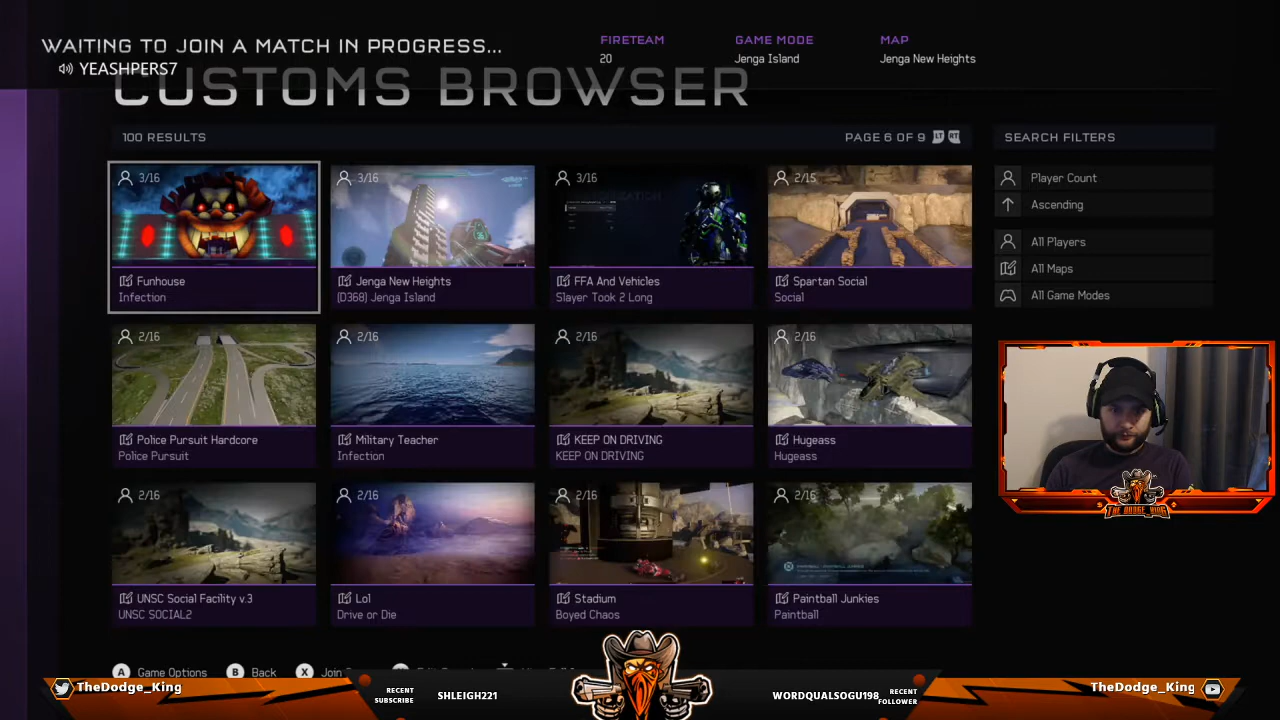 WAITING TO JOIN A MATCH IN PROGRESS...
YEASHPERS7
FIRETEAM
20
GAME MODE
Jenga Island
MAP
Jenga New Heights
CUSTOMS BROWSER
100 RESULTS
PAGE 6 OF 9 LT RT
SEARCH FILTERS
Player Count
Ascending
All Players
All Maps
All Game Modes
3/16
Funhouse
Infection
3/16
Jenga New Heights
(D368) Jenga Island
3/16
FFA And Vehicles
Slayer Took 2 Long
2/15
Spartan Social
Social
2/16
Police Pursuit Hardcore
Police Pursuit
2/16
Military Teacher
Infection
2/16
KEEP ON DRIVING
KEEP ON DRIVING
2/16
Hugeass
Hugeass
2/16
UNSC Social Facility v.3
UNSC SOCIAL2
2/16
Lol
Drive or Die
2/16
Stadium
Boyed Chaos
2/16
Paintball Junkies
Paintball
A Game Options
B Back
X Join
THE DODGE KING
TheDodge_King
RECENT
SUBSCRIBE
SHLEIGH221
WORDQUALSOGU198
RECENT
FOLLOWER
TheDodge_King